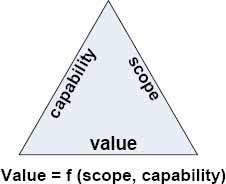 capability
scope
value
Value = f (scope, capability)